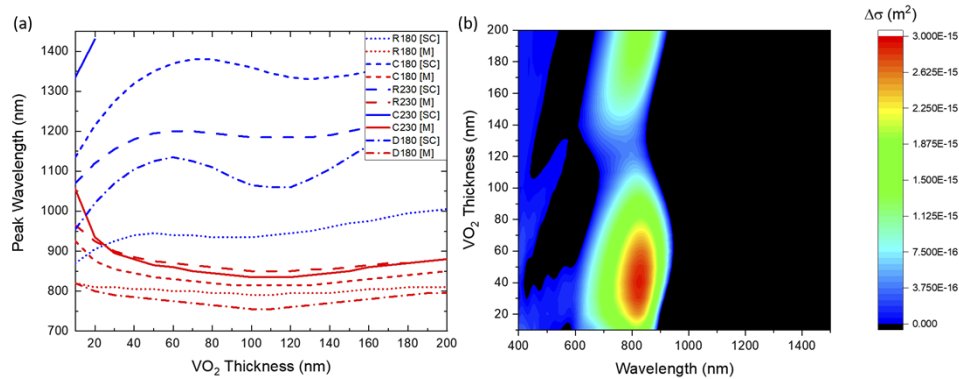 (a)
1400
1300
1200
1100
1000
900
800
700
20 40 60 80 100 120 140 160 180 200
Peak Wavelength (nm)
VO2 Thickness (nm)
R180 [SC]
R180 [M]
C180 [SC]
C180 [M]
R230 [SC]
R230 [M]
C230 [SC]
C230 [M]
D180 [SC]
D180 [M]
(b)
200
180
160
140
120
100
80
60
40
20
400 600 800 1000 1200 1400
VO2 Thickness (nm)
Wavelength (nm)
Δσ (m²)
3.000E-15
2.625E-15
2.250E-15
1.875E-15
1.500E-15
1.125E-15
7.500E-16
3.750E-16
0.000